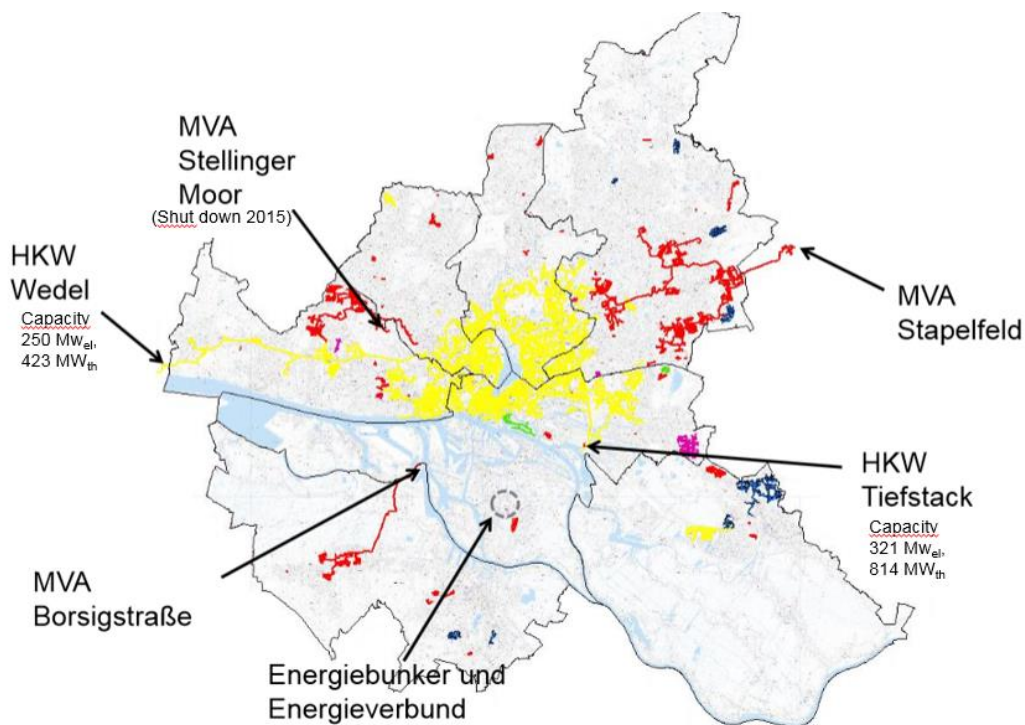 MVA
Stellinger
Moor
(Shut down 2015)
HKW
Wedel
Capacity
250 Mwel,
423 MWth
MVA
Stapelfeld
HKW
Tiefstack
Capacity
321 Mwel,
814 MWth
MVA
Borsigstraße
Energiebunker und
Energieverbund